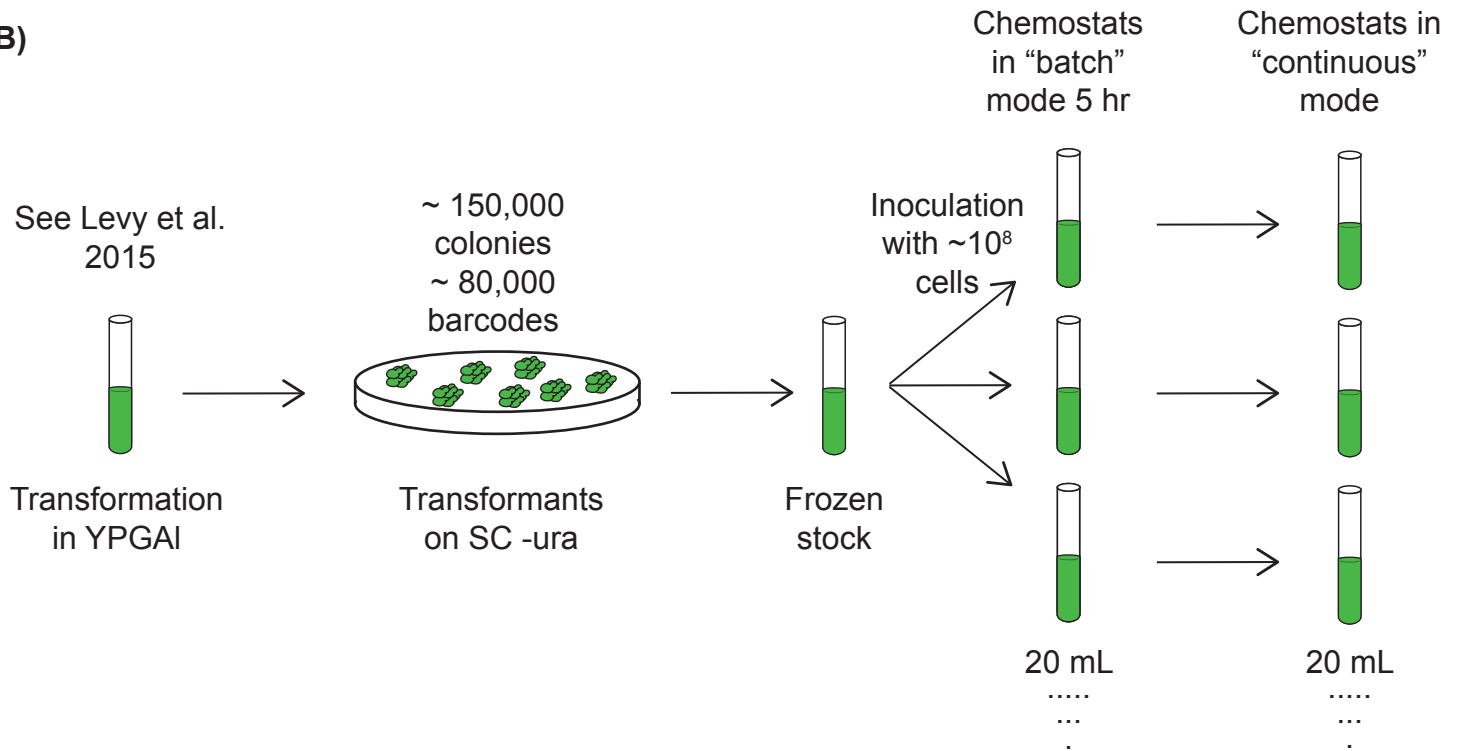 B)
See Levy et al.
2015
Transformation
in YPGAl
~ 150,000
colonies
~ 80,000
barcodes
Transformants
on SC -ura
Frozen
stock
Inoculation
with ~10⁸
cells
Chemostats
in “batch”
mode 5 hr
20 mL
.....
...
.
Chemostats in
“continuous”
mode
20 mL
.....
...
.